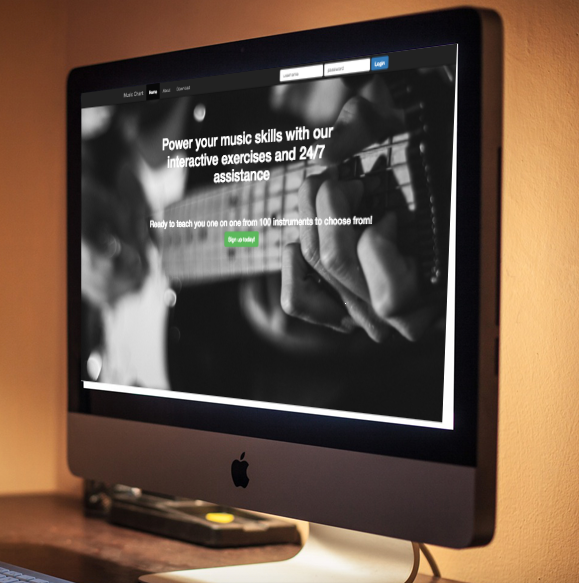 Music Chart Home About Download username password Login
Power your music skills with our
interactive exercises and 24/7
assistance
Ready to teach you one on one from 100 instruments to choose from!
Sign up today!